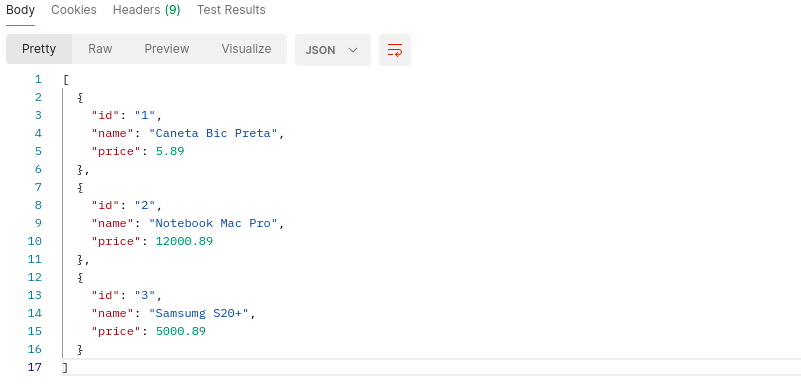 Body Cookies Headers (9) Test Results
Pretty Raw Preview Visualize JSON
1 [
2 {
3 "id": "1",
4 "name": "Caneta Bic Preta",
5 "price": 5.89
6 },
7 {
8 "id": "2",
9 "name": "Notebook Mac Pro",
10 "price": 12000.89
11 },
12 {
13 "id": "3",
14 "name": "Samsumg S20+",
15 "price": 5000.89
16 }
17 ]